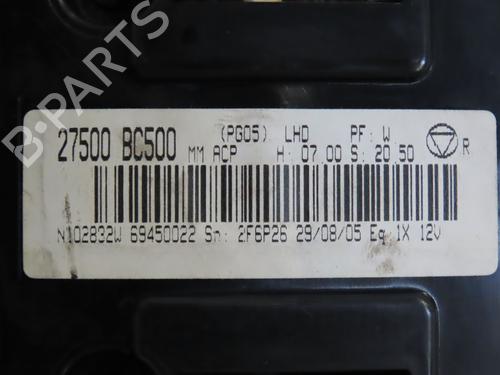 B-PARTS
27500 BC500 MM ACP (PG05) LHD PF: W
H: 07.00 S: 20.50 R
N102832W 69450022 Sn: 2F6P26 29/08/05 Eg 1X 12V